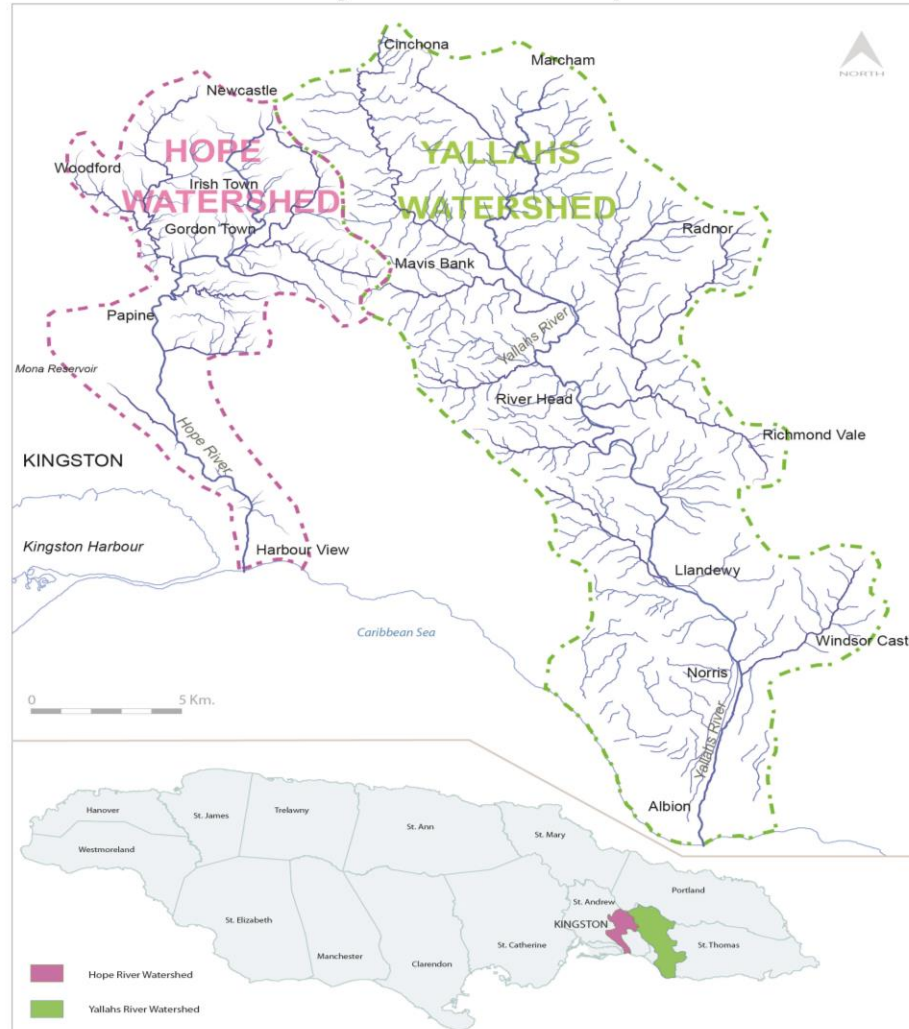 Cinchona
Marcham
NORTH
Newcastle
HOPE
WATERSHED
YALLAHS
WATERSHED
Woodford
Irish Town
Gordon Town
Radnor
Mavis Bank
Papine
Yallahs River
Mona Reservoir
River Head
Hope River
Richmond Vale
KINGSTON
Kingston Harbour
Harbour View
Llandewy
Caribbean Sea
Windsor Cast
Norris
0 5 Km.
Yallahs River
Albion
Hanover
St. James
Trelawny
St. Ann
St. Mary
Westmoreland
Portland
St. Andrew
KINGSTON
St. Elizabeth
St. Catherine
St. Thomas
Manchester
Clarendon
Hope River Watershed
Yallahs River Watershed